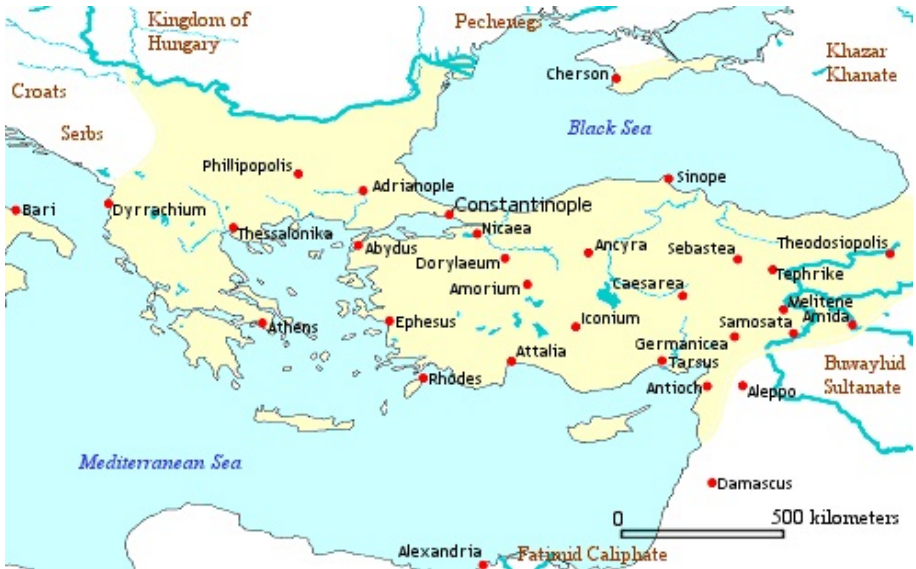 Kingdom of
Hungary
Pechenegs
Khazar
Khanate
Cherson
Croats
Serbs
Black Sea
Phillipopolis
Adrianople
Sinope
Bari
Dyrrachium
Constantinople
Thessalonika
Nicaea
Abydus
Ancyra
Sebastea
Theodosiopolis
Dorylaeum
Tephrike
Amorium
Caesarea
Melitene
Amida
Athens
Ephesus
Iconium
Samosata
Germanicea
Attalia
Tarsus
Buwayhid
Sultanate
Rhodes
Antioch
Aleppo
Mediterranean Sea
Damascus
0
500 kilometers
Alexandria
Fatimid Caliphate